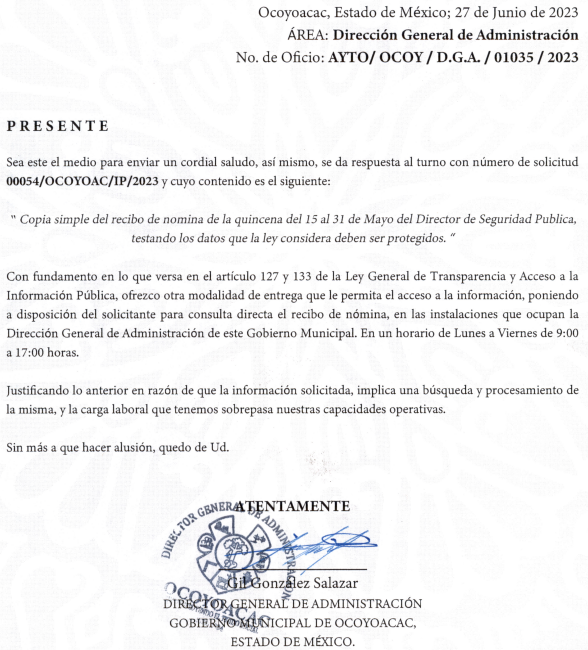 Ocoyoacac, Estado de México; 27 de Junio de 2023
ÁREA: Dirección General de Administración
No. de Oficio: AYTO/ OCOY / D.G.A. / 01035 / 2023
P R E S E N T E
Sea este el medio para enviar un cordial saludo, así mismo, se da respuesta al turno con número de solicitud
00054/OCOYOAC/IP/2023 y cuyo contenido es el siguiente:
" Copia simple del recibo de nomina de la quincena del 15 al 31 de Mayo del Director de Seguridad Publica,
testando los datos que la ley considera deben ser protegidos. "
Con fundamento en lo que versa en el artículo 127 y 133 de la Ley General de Transparencia y Acceso a la
Información Pública, ofrezco otra modalidad de entrega que le permita el acceso a la información, poniendo
a disposición del solicitante para consulta directa el recibo de nómina, en las instalaciones que ocupan la
Dirección General de Administración de este Gobierno Municipal. En un horario de Lunes a Viernes de 9:00
a 17:00 horas.
Justificando lo anterior en razón de que la información solicitada, implica una búsqueda y procesamiento de
la misma, y la carga laboral que tenemos sobrepasa nuestras capacidades operativas.
Sin más a que hacer alusión, quedo de Ud.
ATENTAMENTE
DIRECTOR GENERAL DE ADMINISTRACIÓN
OCOYOACAC
Gil González Salazar
DIRECTOR GENERAL DE ADMINISTRACIÓN
GOBIERNO MUNICIPAL DE OCOYOACAC,
ESTADO DE MÉXICO.